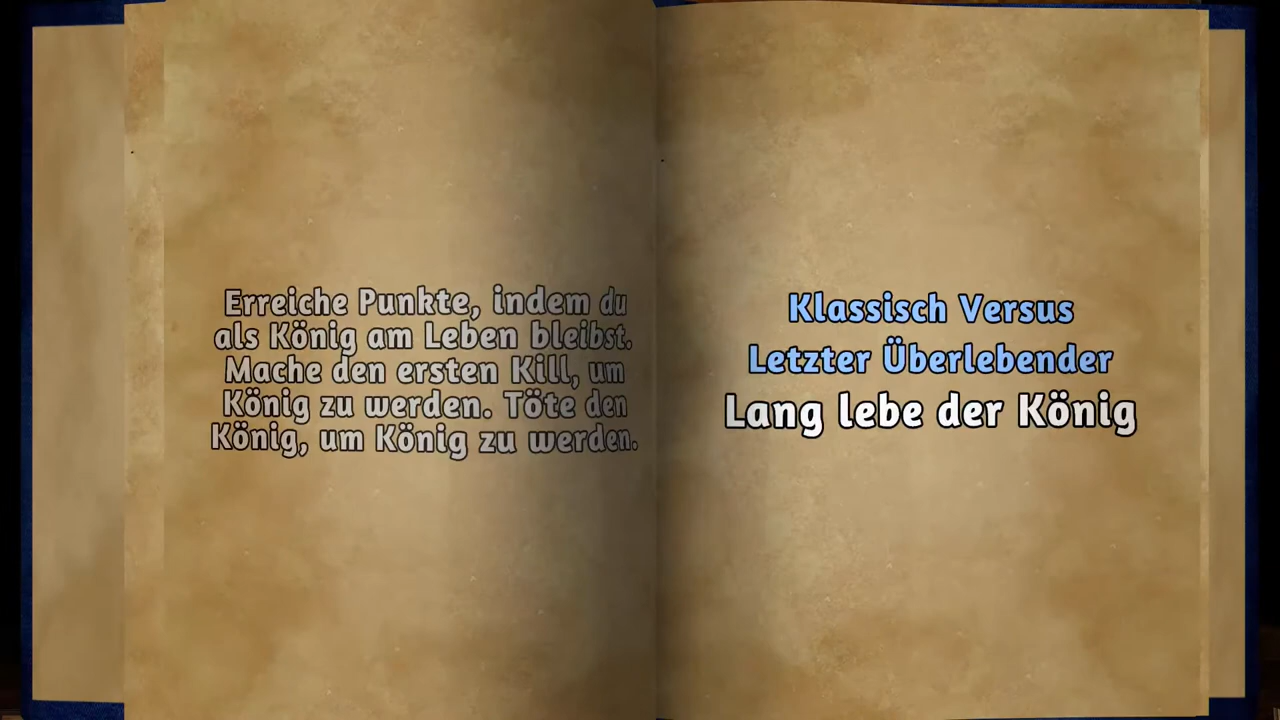 Erreiche Punkte, indem du
als König am Leben bleibst.
Mache den ersten Kill, um
König zu werden. Töte den
König, um König zu werden.
Klassisch Versus
Letzter Überlebender
Lang lebe der König